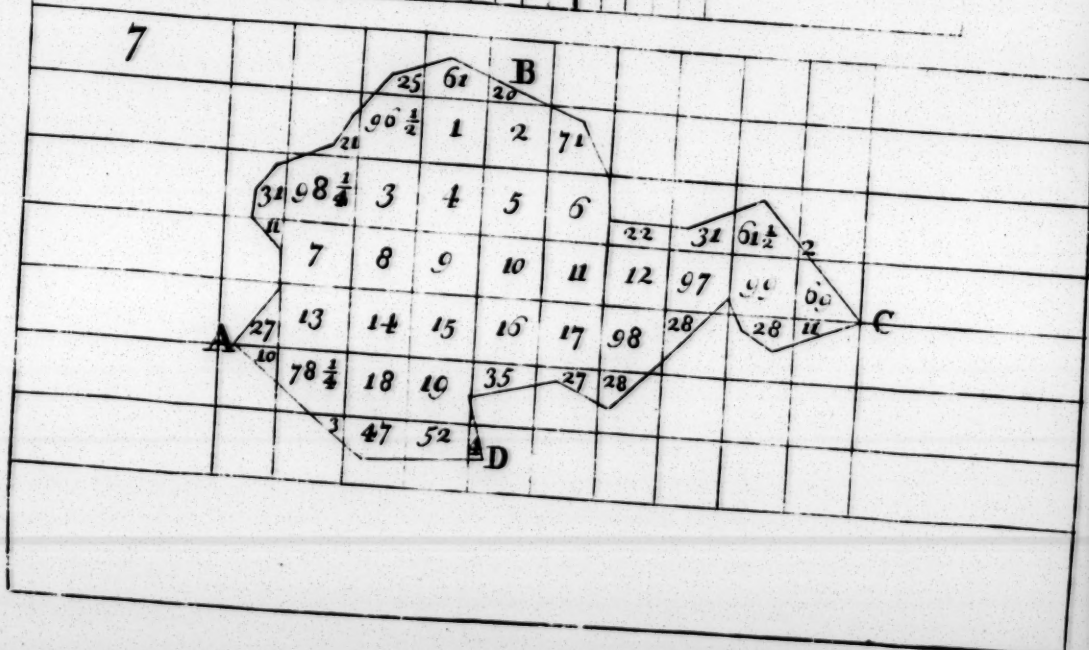 7
25 61 B
20
96 1/2 1 2 71
21
31 98 1/4 3 4 5 6
11 22 31 61 1/2 2
7 8 9 10 11 12 97 99 69
A 27 13 14 15 16 17 98 28 28 11 C
10 78 1/4 18 19 35 27 28
3 47 52 D